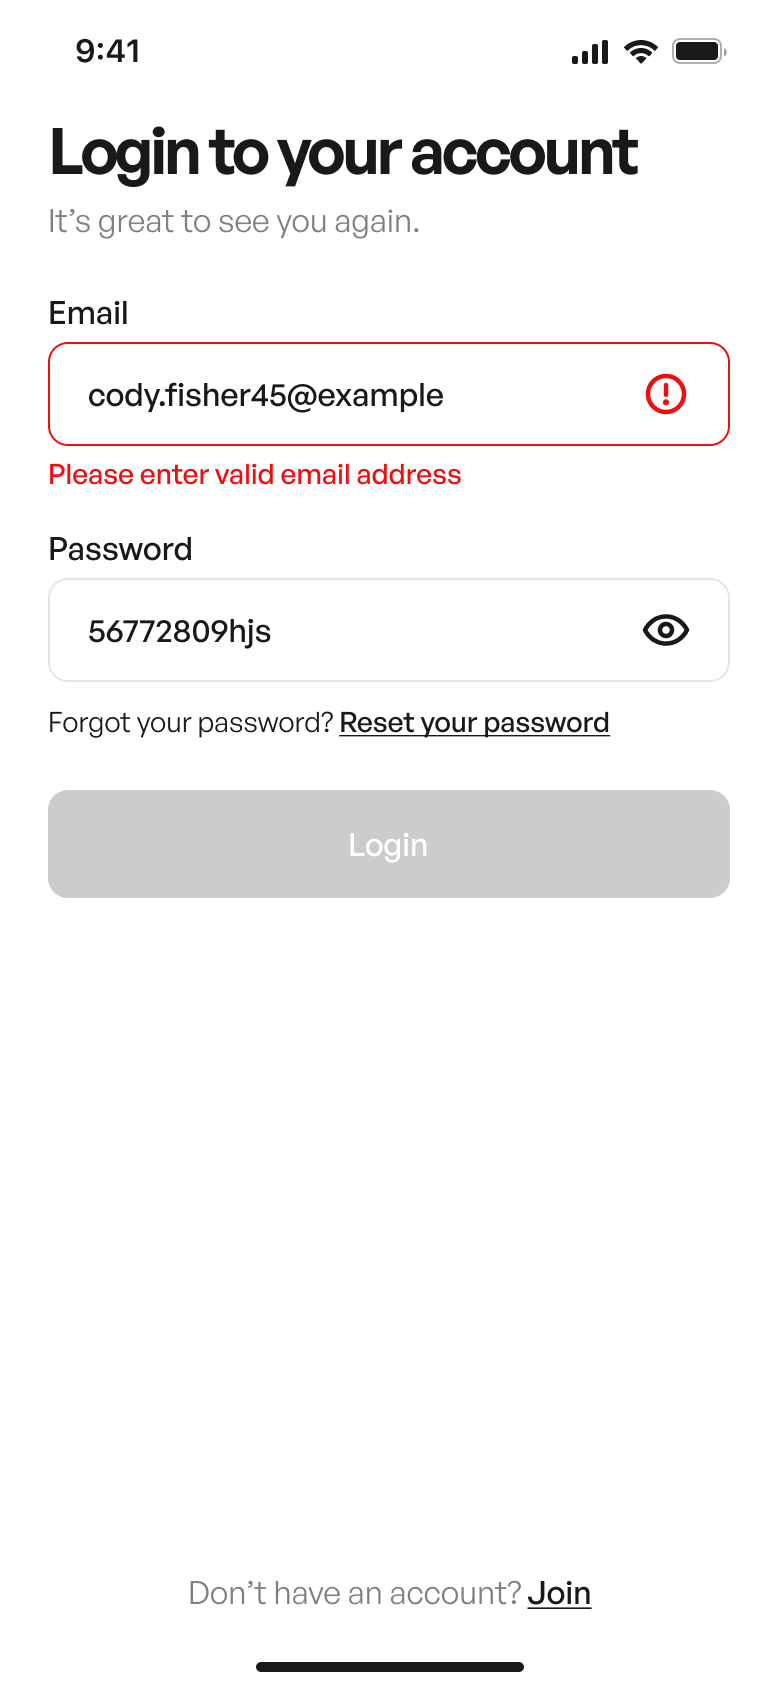 9:41
Login to your account
It’s great to see you again.
Email
cody.fisher45@example
Please enter valid email address
Password
56772809hjs
Forgot your password? Reset your password
Login
Don’t have an account? Join